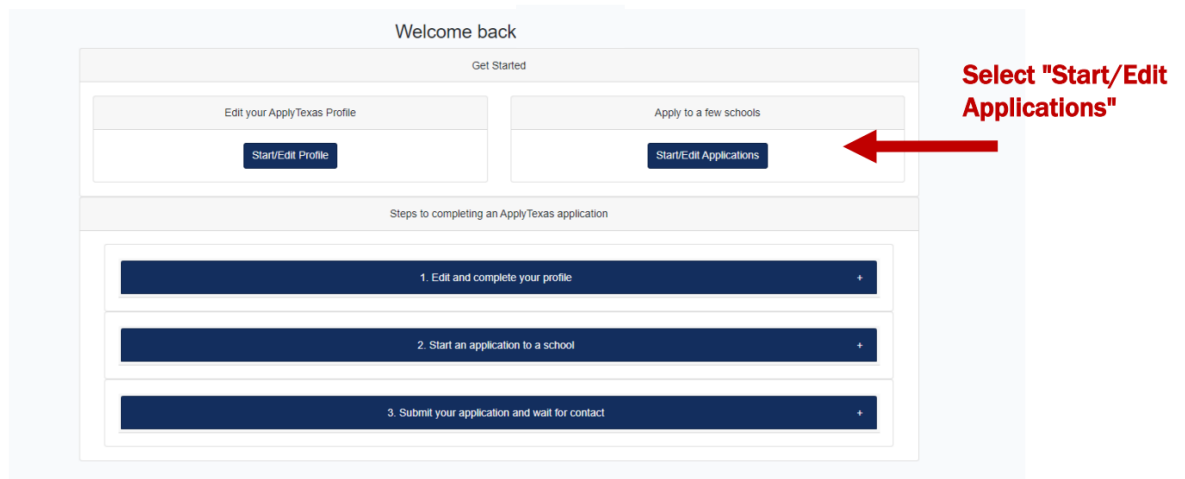 Welcome back
Get Started
Edit your ApplyTexas Profile
Apply to a few schools
Start/Edit Profile
Start/Edit Applications
Select "Start/Edit
Applications"
Steps to completing an ApplyTexas application
1. Edit and complete your profile +
2. Start an application to a school +
3. Submit your application and wait for contact +